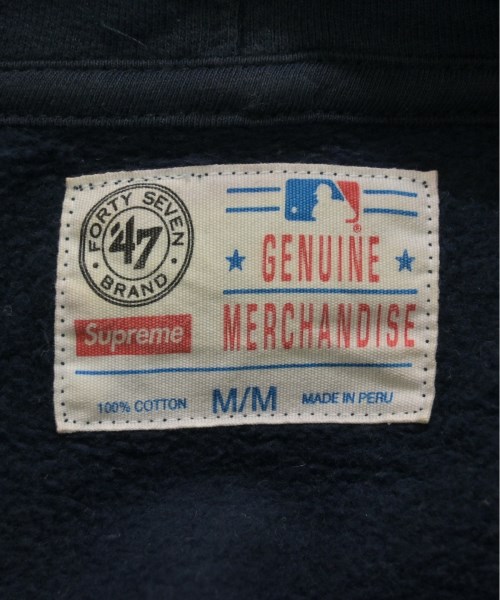 FORTY SEVEN
'47
BRAND
Supreme
GENUINE
MERCHANDISE
100% COTTON M/M MADE IN PERU